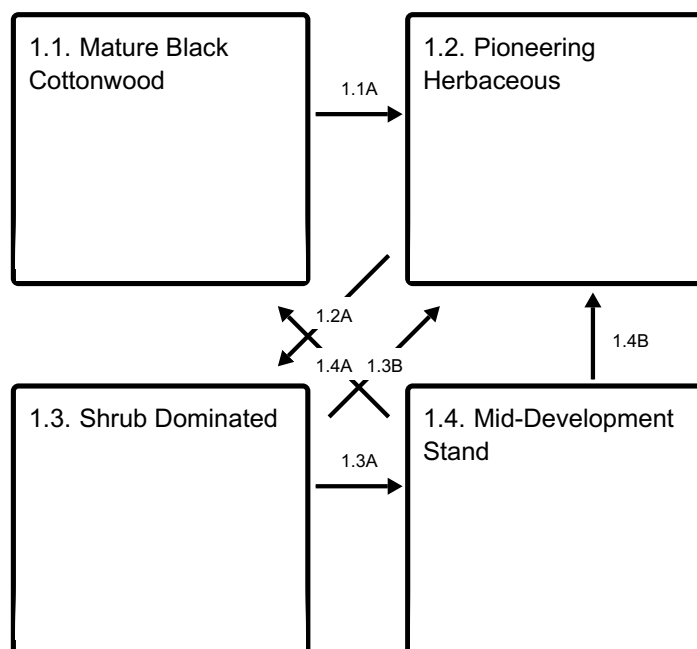 1.1. Mature Black
Cottonwood
1.1A
1.2. Pioneering
Herbaceous
1.2A
1.4A
1.3B
1.4B
1.3. Shrub Dominated
1.3A
1.4. Mid-Development
Stand